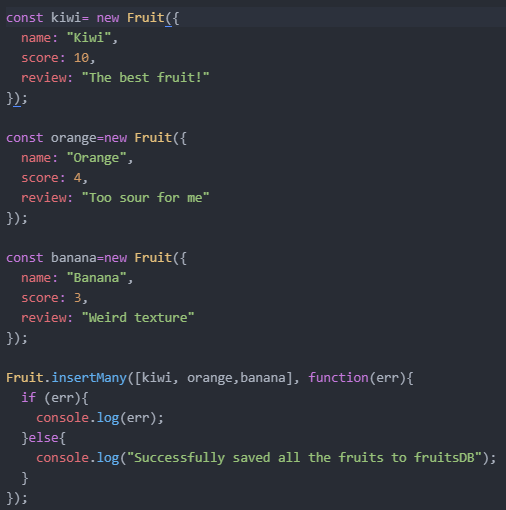 const kiwi= new Fruit({
  name: "Kiwi",
  score: 10,
  review: "The best fruit!"
});

const orange=new Fruit({
  name: "Orange",
  score: 4,
  review: "Too sour for me"
});

const banana=new Fruit({
  name: "Banana",
  score: 3,
  review: "Weird texture"
});

Fruit.insertMany([kiwi, orange,banana], function(err){
  if (err){
    console.log(err);
  }else{
    console.log("Successfully saved all the fruits to fruitsDB");
  }
});